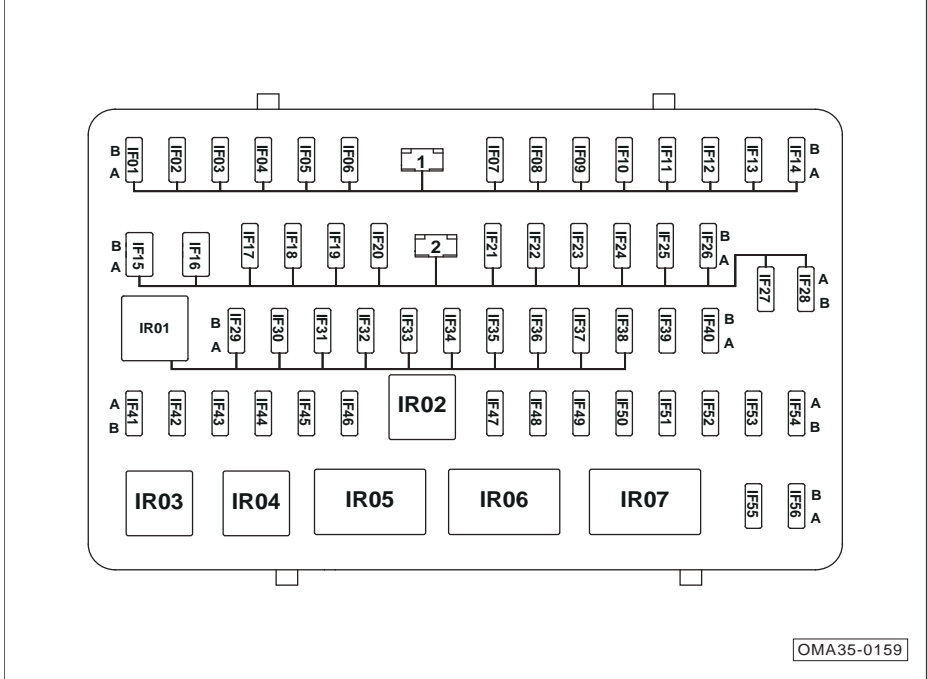 B IF01 IF02 IF03 IF04 IF05 IF06 1 IF07 IF08 IF09 IF10 IF11 IF12 IF13 IF14 B
A A
B IF15 IF16 IF17 IF18 IF19 IF20 2 IF21 IF22 IF23 IF24 IF25 IF26 B
A A
IF27 IF28 A
B
IR01 B IF29 IF30 IF31 IF32 IF33 IF34 IF35 IF36 IF37 IF38 IF39 IF40 B
A A
A IF41 IF42 IF43 IF44 IF45 IF46 IR02 IF47 IF48 IF49 IF50 IF51 IF52 IF53 IF54 A
B B
IR03 IR04 IR05 IR06 IR07 IF55 IF56 B
A
OMA35-0159